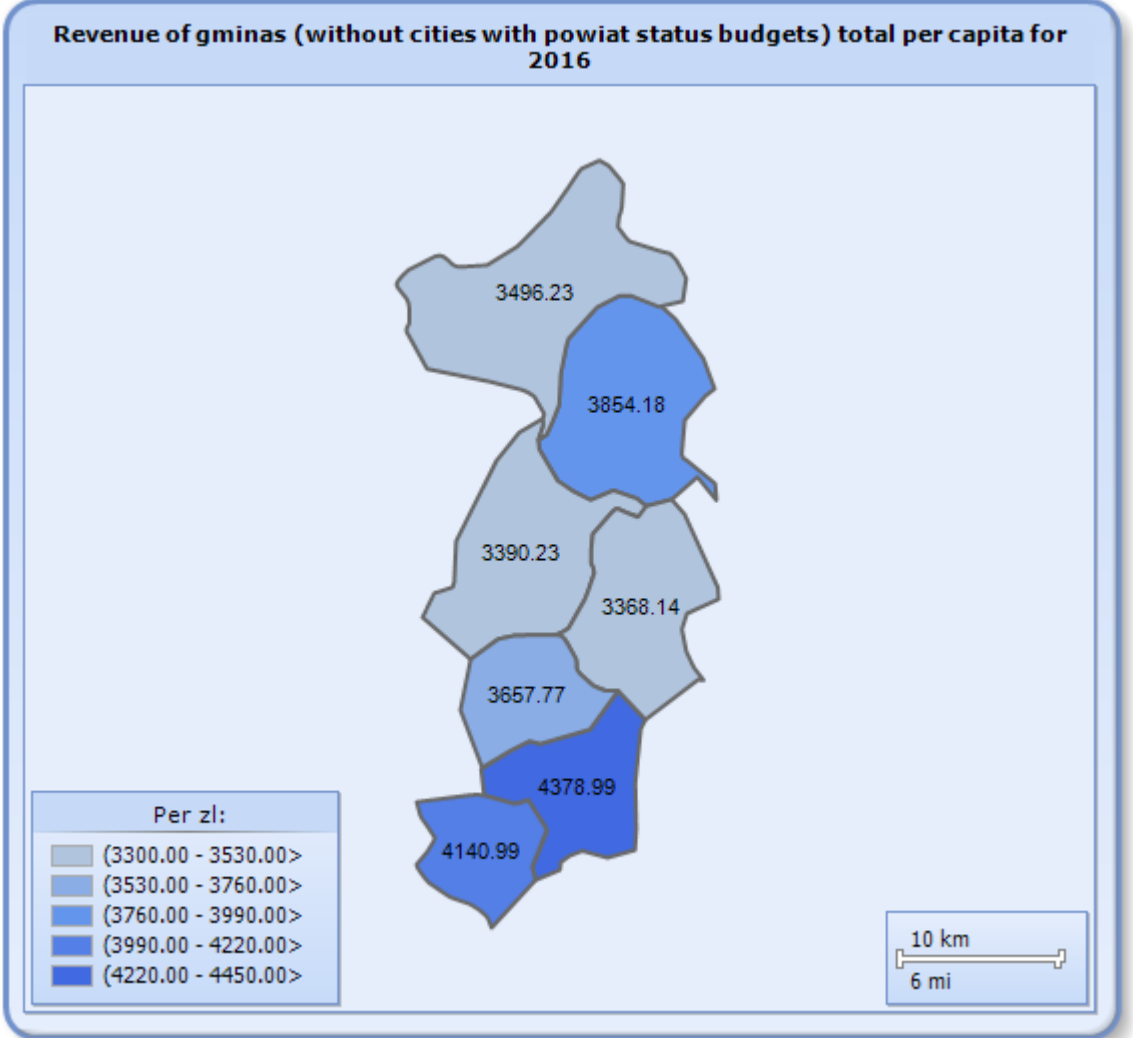 Revenue of gminas (without cities with powiat status budgets) total per capita for
2016
3496.23
3854.18
3390.23
3368.14
3657.77
4378.99
4140.99
Per zl:
(3300.00 - 3530.00>
(3530.00 - 3760.00>
(3760.00 - 3990.00>
(3990.00 - 4220.00>
(4220.00 - 4450.00>
10 km
6 mi